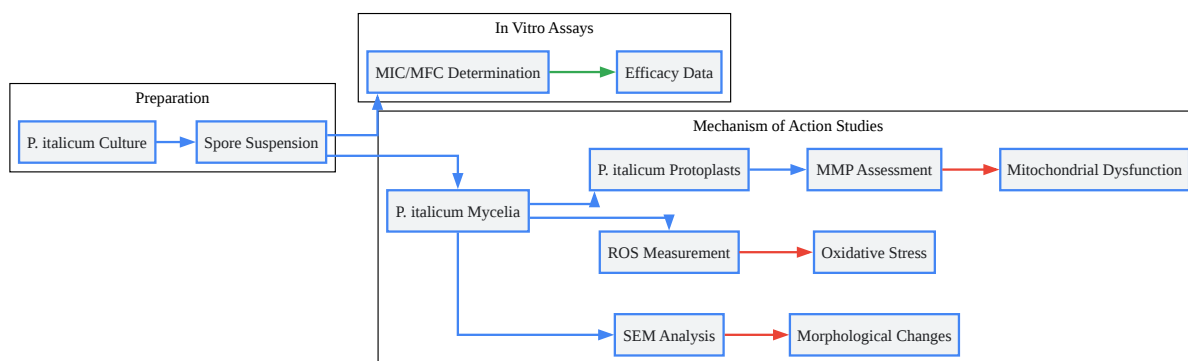 In Vitro Assays
MIC/MFC Determination
Efficacy Data
Preparation
P. italicum Culture
Spore Suspension
Mechanism of Action Studies
P. italicum Protoplasts
MMP Assessment
Mitochondrial Dysfunction
P. italicum Mycelia
ROS Measurement
Oxidative Stress
SEM Analysis
Morphological Changes